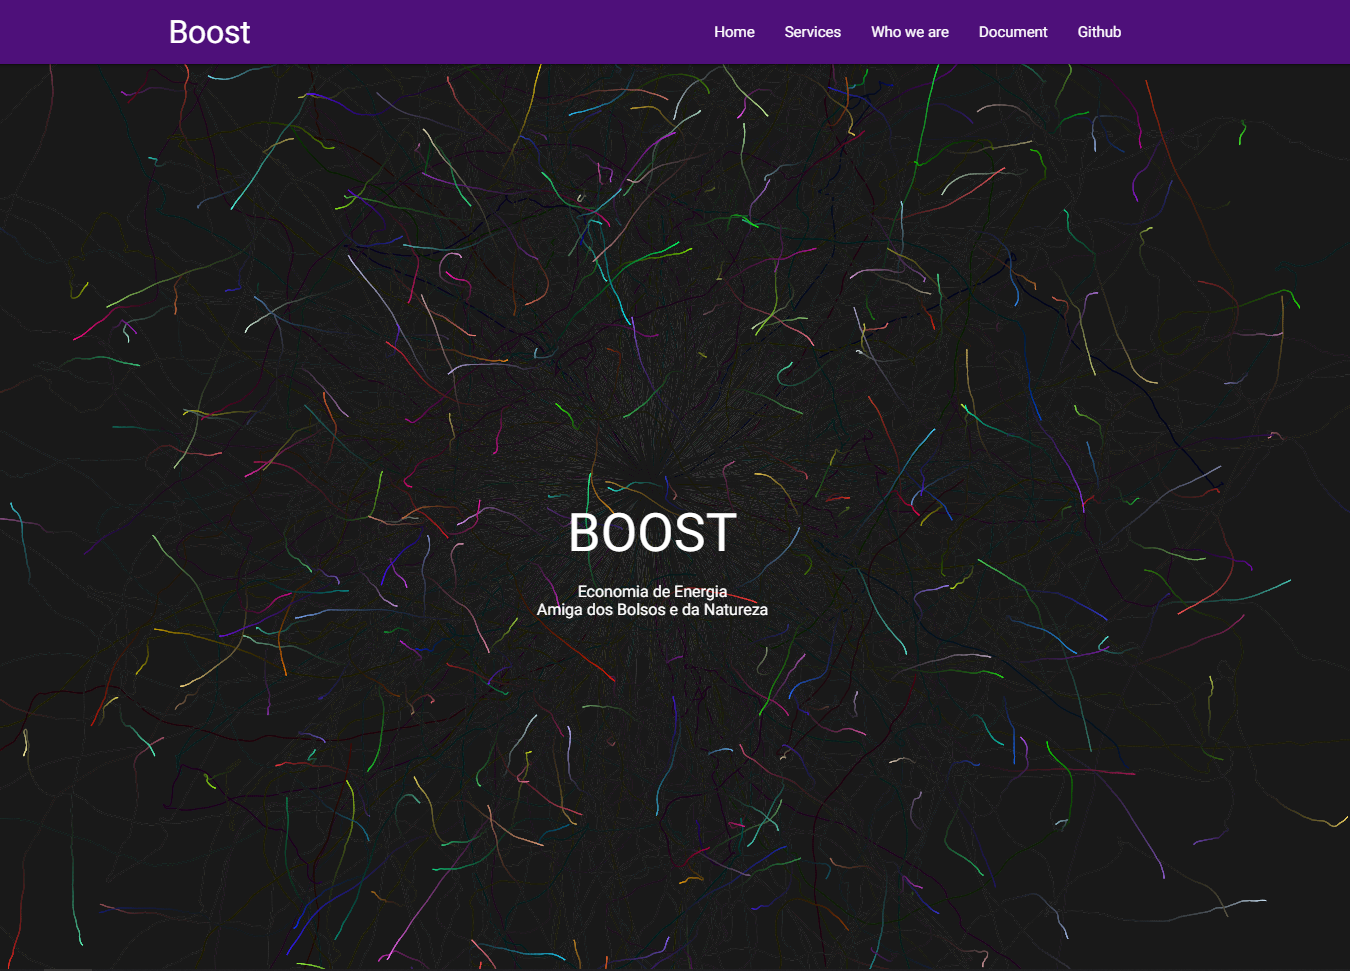 Boost
Home Services Who we are Document Github
BOOST
Economia de Energia
Amiga dos Bolsos e da Natureza